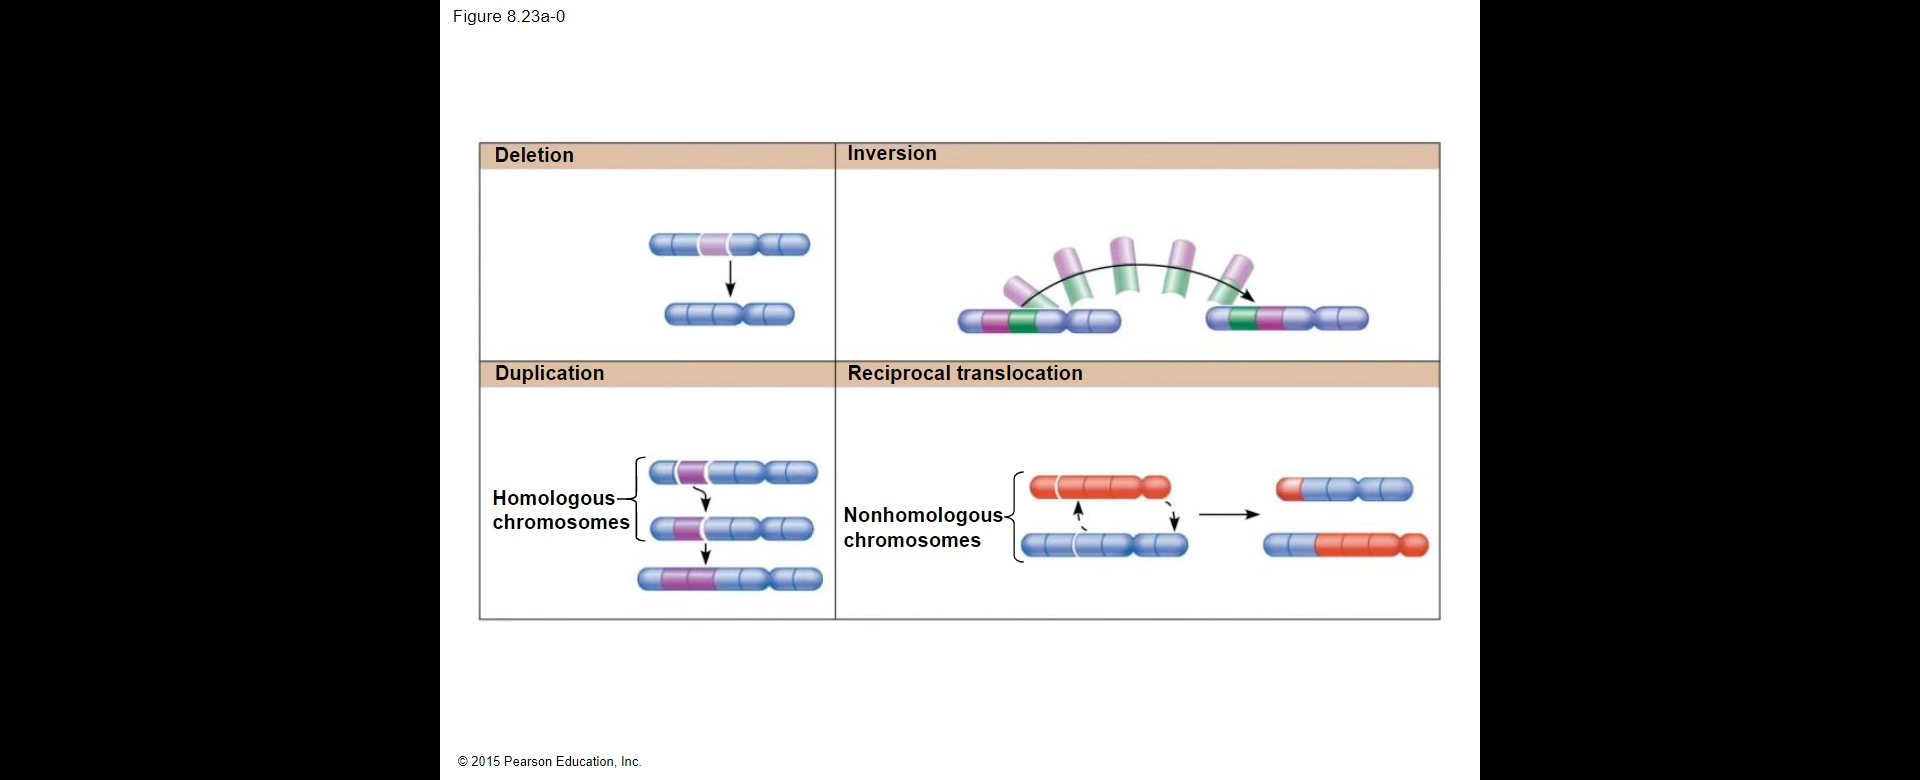 Figure 8.23a-0
Deletion
Inversion
Duplication
Reciprocal translocation
Homologous
chromosomes
Nonhomologous
chromosomes
© 2015 Pearson Education, Inc.